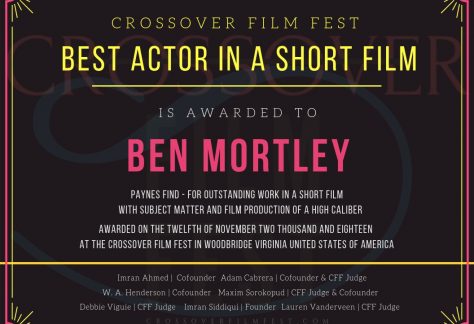 CROSSOVER FILM FEST
BEST ACTOR IN A SHORT FILM
IS AWARDED TO
BEN MORTLEY
PAYNES FIND - FOR OUTSTANDING WORK IN A SHORT FILM
WITH SUBJECT MATTER AND FILM PRODUCTION OF A HIGH CALIBER
AWARDED ON THE TWELFTH OF NOVEMBER TWO THOUSAND AND EIGHTEEN
AT THE CROSSOVER FILM FEST IN WOODBRIDGE VIRGINIA UNITED STATES OF AMERICA
Imran Ahmed | Cofounder Adam Cabrera | Cofounder & CFF Judge
W. A. Henderson | Cofounder Maxim Sorokopud | CFF Judge & Cofounder
Debbie Viguie | CFF Judge Imran Siddiqui | Founder Lauren Vanderveen | CFF Judge
CROSSOVERFILMFEST.COM
CROSSOVER